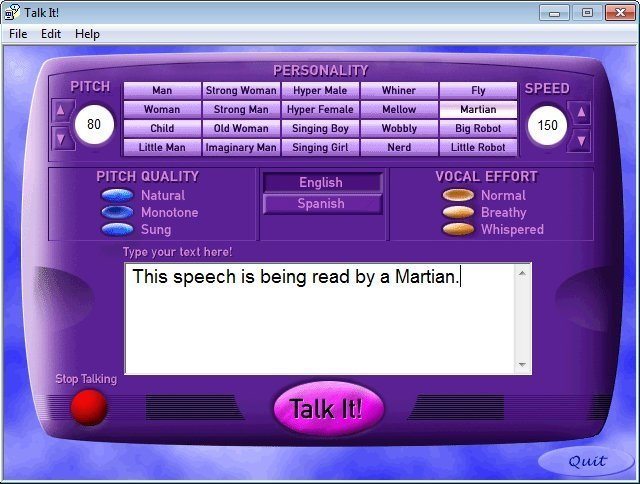 Talk It!
File Edit Help
PERSONALITY
PITCH
SPEED
Man Strong Woman Hyper Male Whiner Fly
Woman Strong Man Hyper Female Mellow Martian
80
150
Child Old Woman Singing Boy Wobbly Big Robot
Little Man Imaginary Man Singing Girl Nerd Little Robot
PITCH QUALITY
Natural
Monotone
Sung
English
Spanish
VOCAL EFFORT
Normal
Breathy
Whispered
Type your text here!
This speech is being read by a Martian.
Stop Talking
Talk It!
Quit